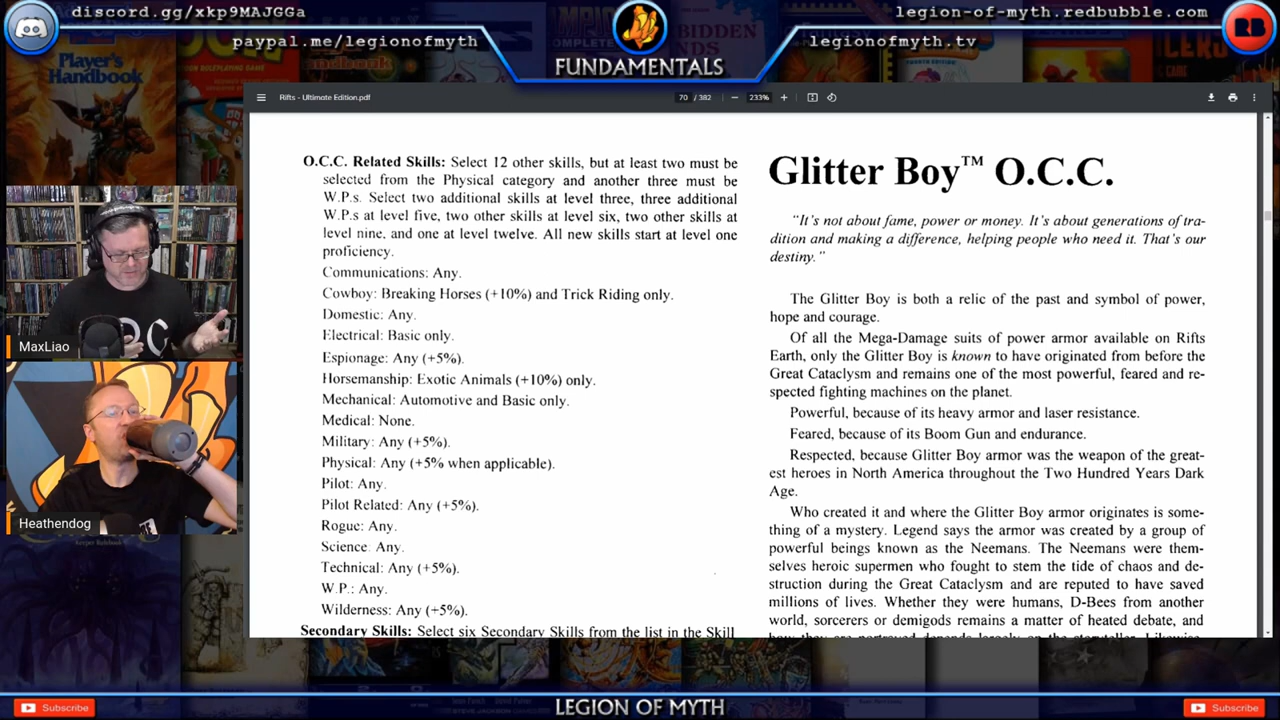 discord.gg/xkp9MAJGGa
paypal.me/legionofmyth
FUNDAMENTALS
legion-of-myth.redbubble.com
legionofmyth.tv
RB
Player's
Handbook
Rifts - Ultimate Edition.pdf
70 / 382
233%
O.C.C. Related Skills: Select 12 other skills, but at least two must be
selected from the Physical category and another three must be
W.P.s. Select two additional skills at level three, three additional
W.P.s at level five, two other skills at level six, two other skills at
level nine, and one at level twelve. All new skills start at level one
proficiency.
Communications: Any.
Cowboy: Breaking Horses (+10%) and Trick Riding only.
Domestic: Any.
Electrical: Basic only.
Espionage: Any (+5%).
Horsemanship: Exotic Animals (+10%) only.
Mechanical: Automotive and Basic only.
Medical: None.
Military: Any (+5%).
Physical: Any (+5% when applicable).
Pilot: Any.
Pilot Related: Any (+5%).
Rogue: Any.
Science: Any.
Technical: Any (+5%).
W.P.: Any.
Wilderness: Any (+5%).
Secondary Skills: Select six Secondary Skills from the list in the Skill
Glitter Boy™ O.C.C.
"It's not about fame, power or money. It's about generations of tra-
dition and making a difference, helping people who need it. That's our
destiny."
The Glitter Boy is both a relic of the past and symbol of power,
hope and courage.
Of all the Mega-Damage suits of power armor available on Rifts
Earth, only the Glitter Boy is known to have originated from before the
Great Cataclysm and remains one of the most powerful, feared and re-
spected fighting machines on the planet.
Powerful, because of its heavy armor and laser resistance.
Feared, because of its Boom Gun and endurance.
Respected, because Glitter Boy armor was the weapon of the great-
est heroes in North America throughout the Two Hundred Years Dark
Age.
Who created it and where the Glitter Boy armor originates is some-
thing of a mystery. Legend says the armor was created by a group of
powerful beings known as the Neemans. The Neemans were them-
selves heroic supermen who fought to stem the tide of chaos and de-
struction during the Great Cataclysm and are reputed to have saved
millions of lives. Whether they were humans, D-Bees from another
world, sorcerers or demigods remains a matter of heated debate, and
how they are portrayed depends largely on the storyteller. Likewise,
MaxLiao
Heathendog
Subscribe
LEGION OF MYTH
Subscribe